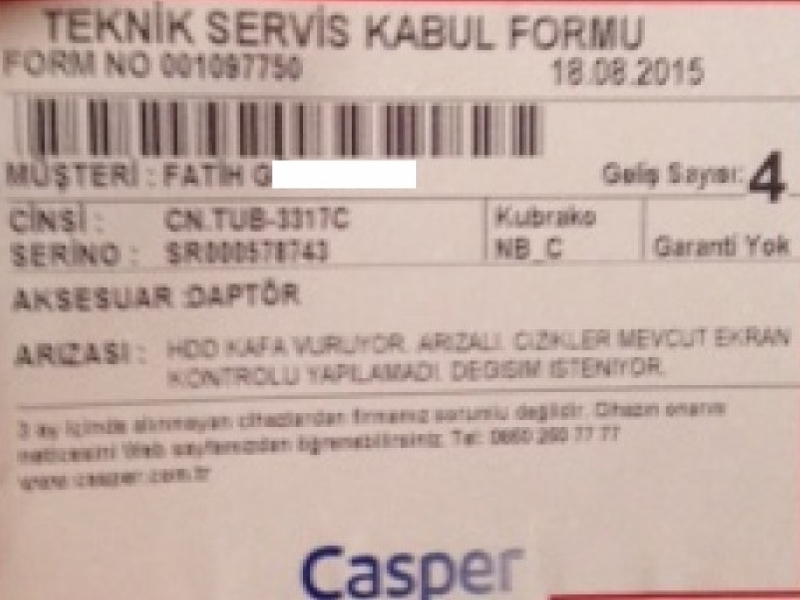 TEKNİK SERVİS KABUL FORMU
FORM NO 001097750 18.08.2015
MÜŞTERİ : FATİH G
Geliş Sayısı: 4
CİNSİ : CN.TUB-3317C Kubrako
SERİNO : SR000578743 NB_C Garanti Yok
AKSESUAR :DAPTÖR
ARIZASI : HDD KAFA VURUYOR. ARIZALI. CIZIKLER MEVCUT EKRAN
KONTROLU YAPILAMADI. DEGISIM ISTENIYOR.
3 ay içinde alınmayan cihazlardan firmamız sorumlu değildir. Cihazın onarım
neticesini Web sayfamızdan öğrenebilirsiniz. Tel: 0850 260 77 77
www.casper.com.tr
Casper